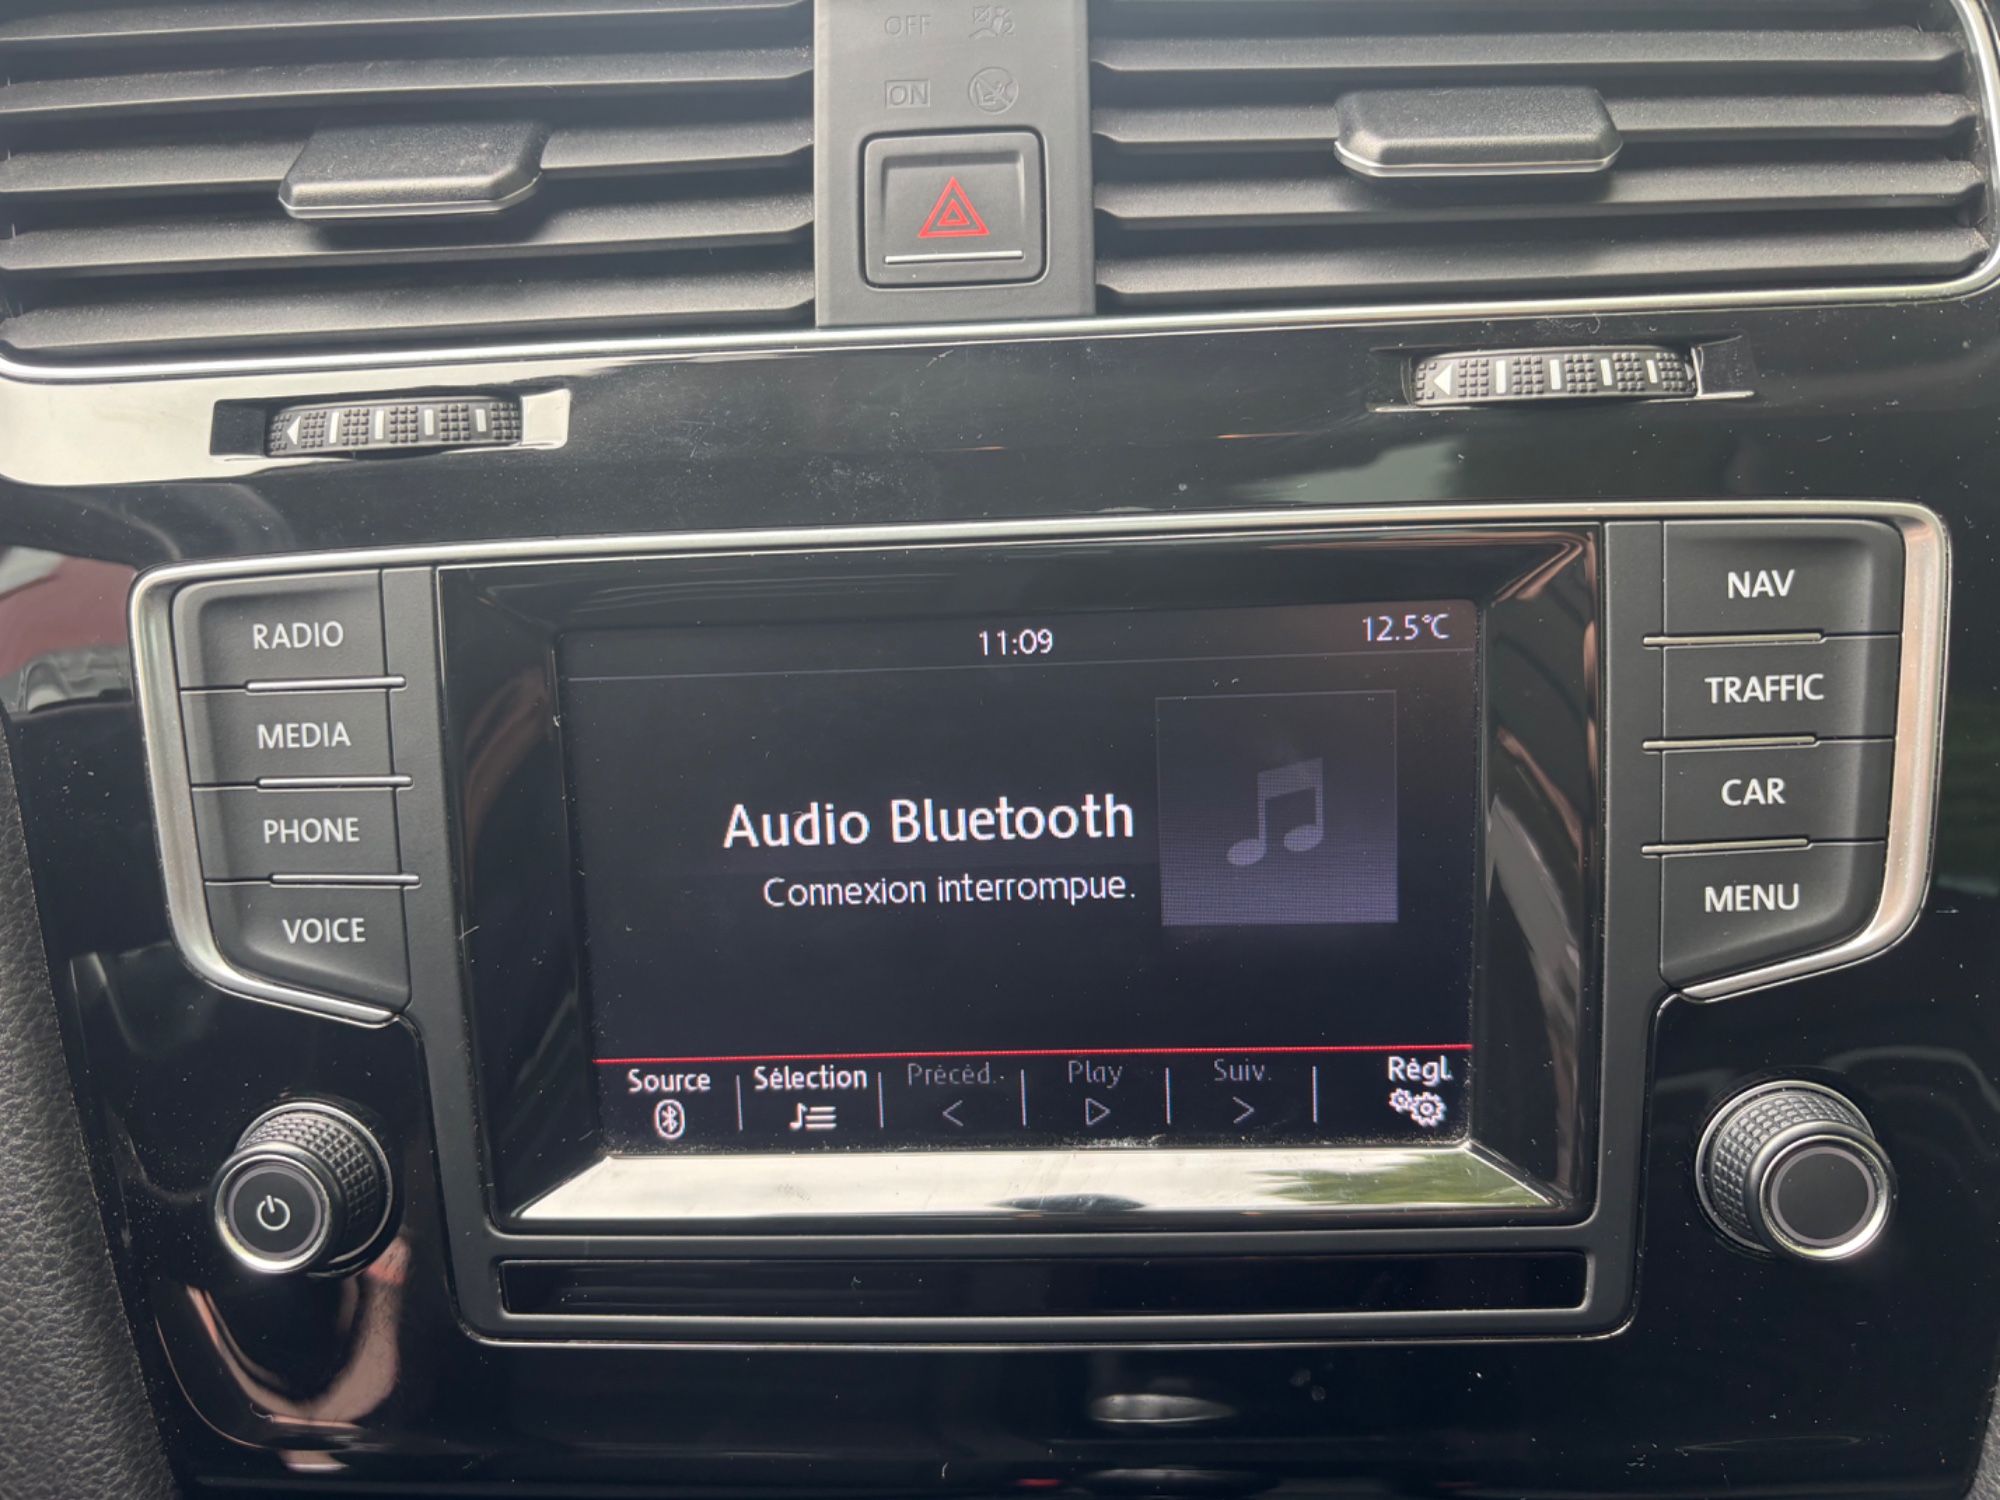 OFF
ON
RADIO
MEDIA
PHONE
VOICE
11:09
12.5°C
Audio Bluetooth
Connexion interrompue.
Source
Sélection
Précéd.
Play
Suiv.
Régl.
NAV
TRAFFIC
CAR
MENU